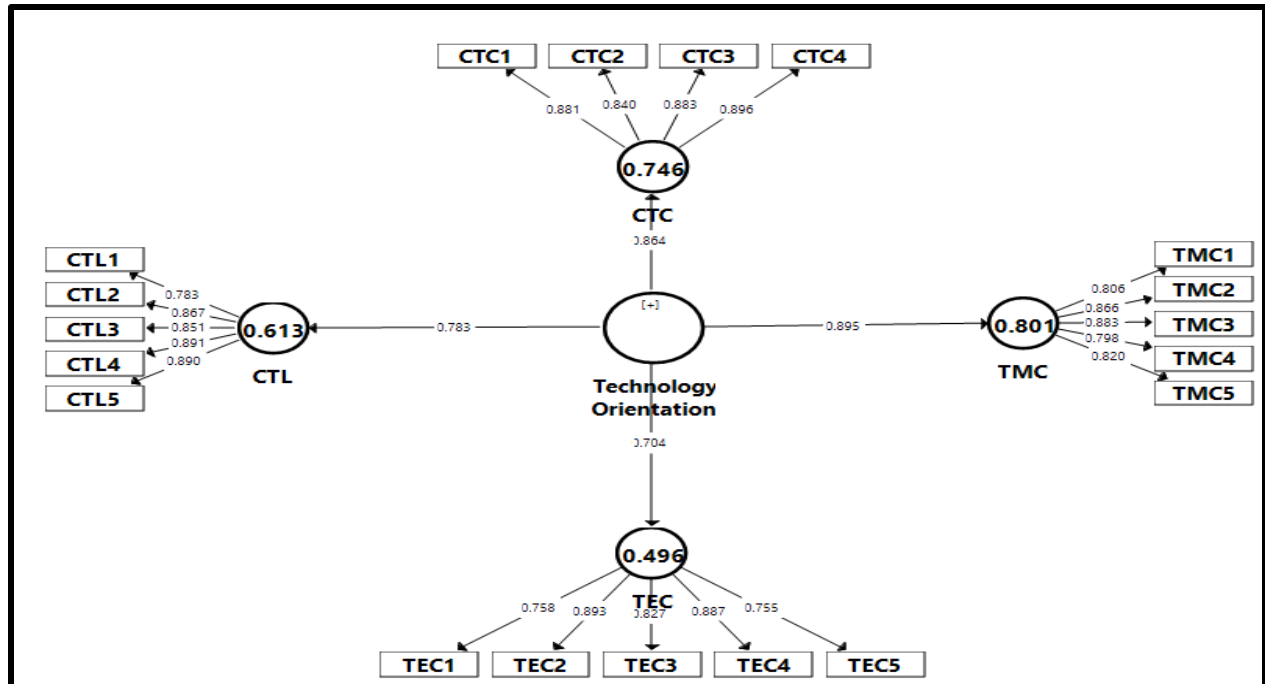 CTC1 CTC2 CTC3 CTC4
0.881 0.840 0.883 0.896
0.746
CTC
0.864
CTL1
CTL2
CTL3
CTL4
CTL5
0.783
0.867
0.851
0.891
0.890
0.613
CTL
0.783
[+]
Technology
Orientation
0.895
0.801
TMC
0.806
0.866
0.883
0.798
0.820
TMC1
TMC2
TMC3
TMC4
TMC5
0.704
0.496
TEC
0.758 0.893 0.827 0.887 0.755
TEC1 TEC2 TEC3 TEC4 TEC5